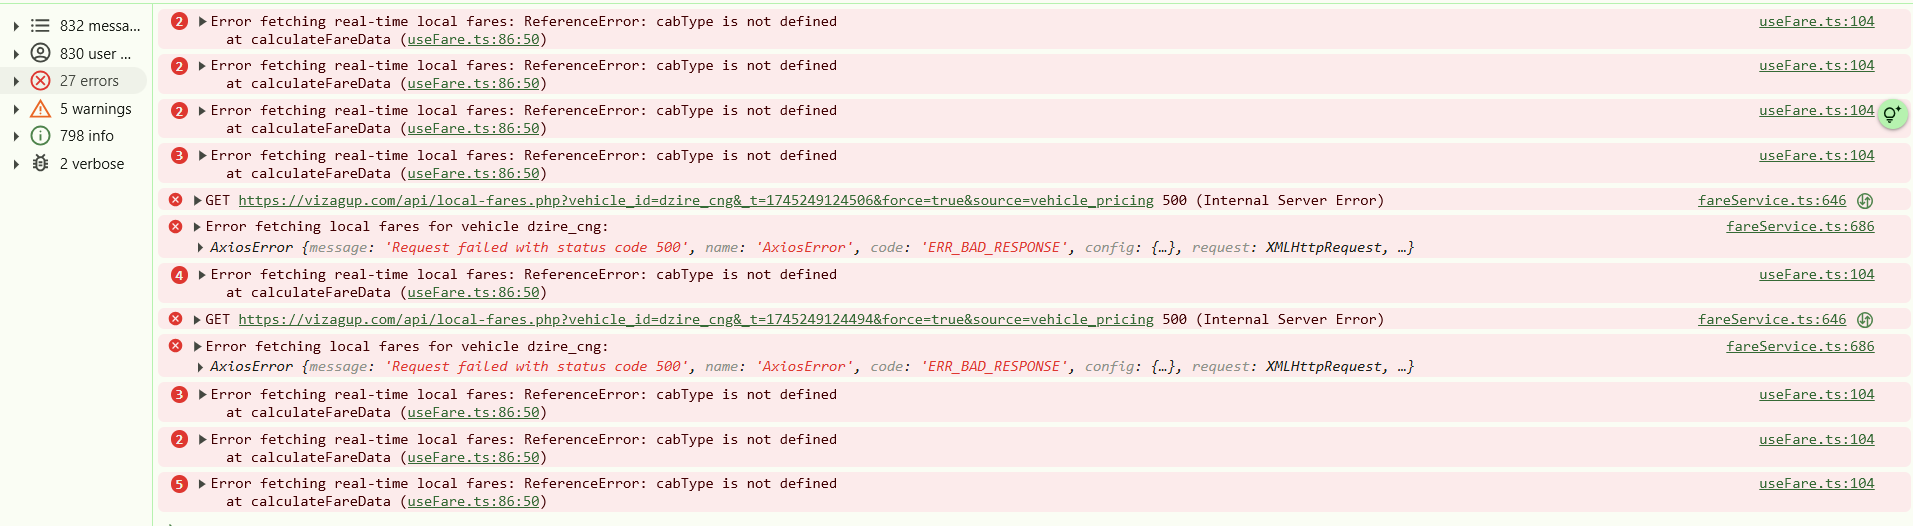 832 messa...
830 user ...
27 errors
5 warnings
798 info
2 verbose
2 Error fetching real-time local fares: ReferenceError: cabType is not defined useFare.ts:104
at calculateFareData (useFare.ts:86:50)
2 Error fetching real-time local fares: ReferenceError: cabType is not defined useFare.ts:104
at calculateFareData (useFare.ts:86:50)
2 Error fetching real-time local fares: ReferenceError: cabType is not defined useFare.ts:104
at calculateFareData (useFare.ts:86:50)
3 Error fetching real-time local fares: ReferenceError: cabType is not defined useFare.ts:104
at calculateFareData (useFare.ts:86:50)
GET https://vizagup.com/api/local-fares.php?vehicle_id=dzire_cng&_t=1745249124506&force=true&source=vehicle_pricing 500 (Internal Server Error) fareService.ts:646
Error fetching local fares for vehicle dzire_cng: fareService.ts:686
AxiosError {message: 'Request failed with status code 500', name: 'AxiosError', code: 'ERR_BAD_RESPONSE', config: {…}, request: XMLHttpRequest, …}
4 Error fetching real-time local fares: ReferenceError: cabType is not defined useFare.ts:104
at calculateFareData (useFare.ts:86:50)
GET https://vizagup.com/api/local-fares.php?vehicle_id=dzire_cng&_t=1745249124494&force=true&source=vehicle_pricing 500 (Internal Server Error) fareService.ts:646
Error fetching local fares for vehicle dzire_cng: fareService.ts:686
AxiosError {message: 'Request failed with status code 500', name: 'AxiosError', code: 'ERR_BAD_RESPONSE', config: {…}, request: XMLHttpRequest, …}
3 Error fetching real-time local fares: ReferenceError: cabType is not defined useFare.ts:104
at calculateFareData (useFare.ts:86:50)
2 Error fetching real-time local fares: ReferenceError: cabType is not defined useFare.ts:104
at calculateFareData (useFare.ts:86:50)
5 Error fetching real-time local fares: ReferenceError: cabType is not defined useFare.ts:104
at calculateFareData (useFare.ts:86:50)